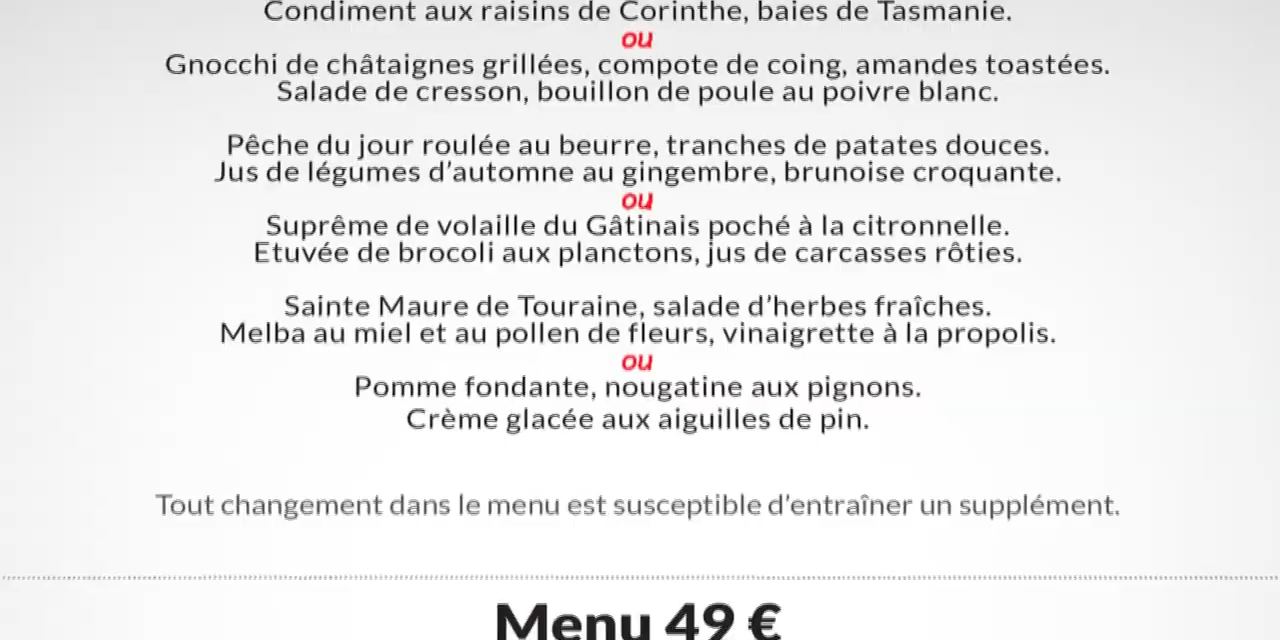 Condiment aux raisins de Corinthe, baies de Tasmanie.
ou
Gnocchi de châtaignes grillées, compote de coing, amandes toastées.
Salade de cresson, bouillon de poule au poivre blanc.
Pêche du jour roulée au beurre, tranches de patates douces.
Jus de légumes d’automne au gingembre, brunoise croquante.
ou
Suprême de volaille du Gâtinais poché à la citronnelle.
Etuvée de brocoli aux planctons, jus de carcasses rôties.
Sainte Maure de Touraine, salade d’herbes fraîches.
Melba au miel et au pollen de fleurs, vinaigrette à la propolis.
ou
Pomme fondante, nougatine aux pignons.
Crème glacée aux aiguilles de pin.
Tout changement dans le menu est susceptible d’entraîner un supplément.
Menu 49 €